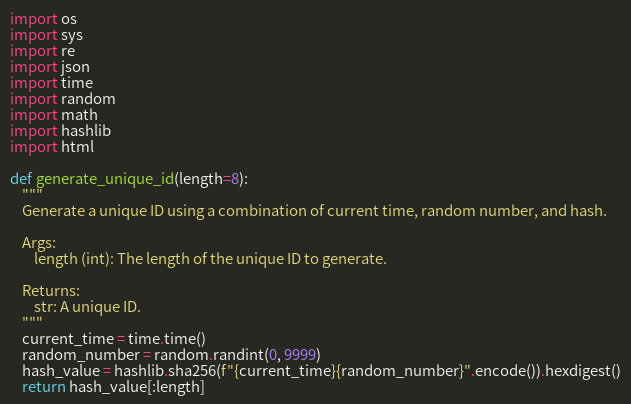 import os
import sys
import re
import json
import time
import random
import math
import hashlib
import html

def generate_unique_id(length=8):
    """
    Generate a unique ID using a combination of current time, random number, and hash.

    Args:
        length (int): The length of the unique ID to generate.

    Returns:
        str: A unique ID.
    """
    current_time = time.time()
    random_number = random.randint(0, 9999)
    hash_value = hashlib.sha256(f"{current_time}{random_number}".encode()).hexdigest()
    return hash_value[:length]